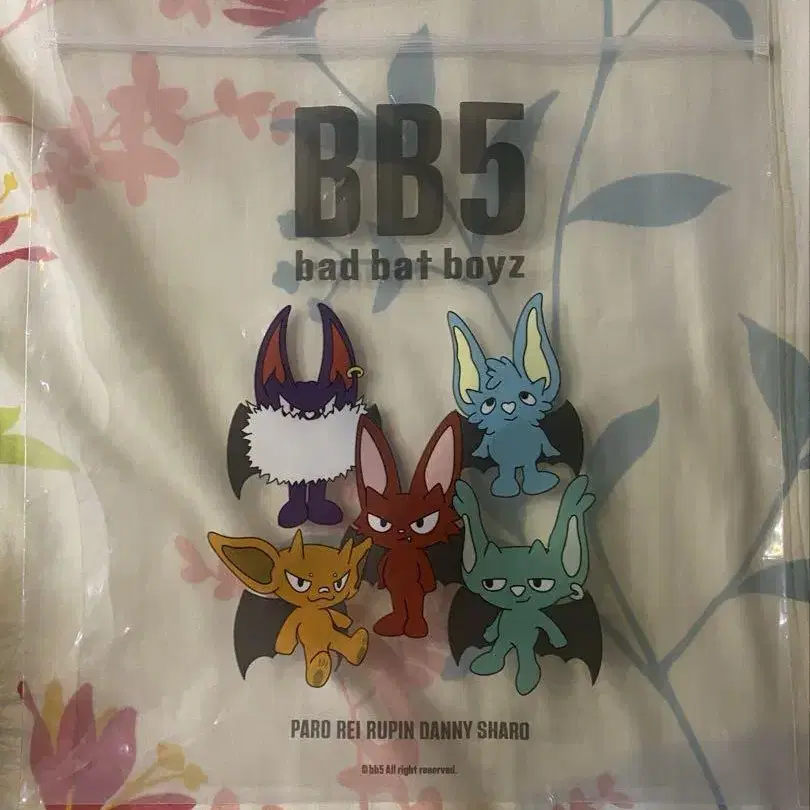 BB5
bad bat boyz
PARO REI RUPIN DANNY SHARO
©bb5 All right reserved.